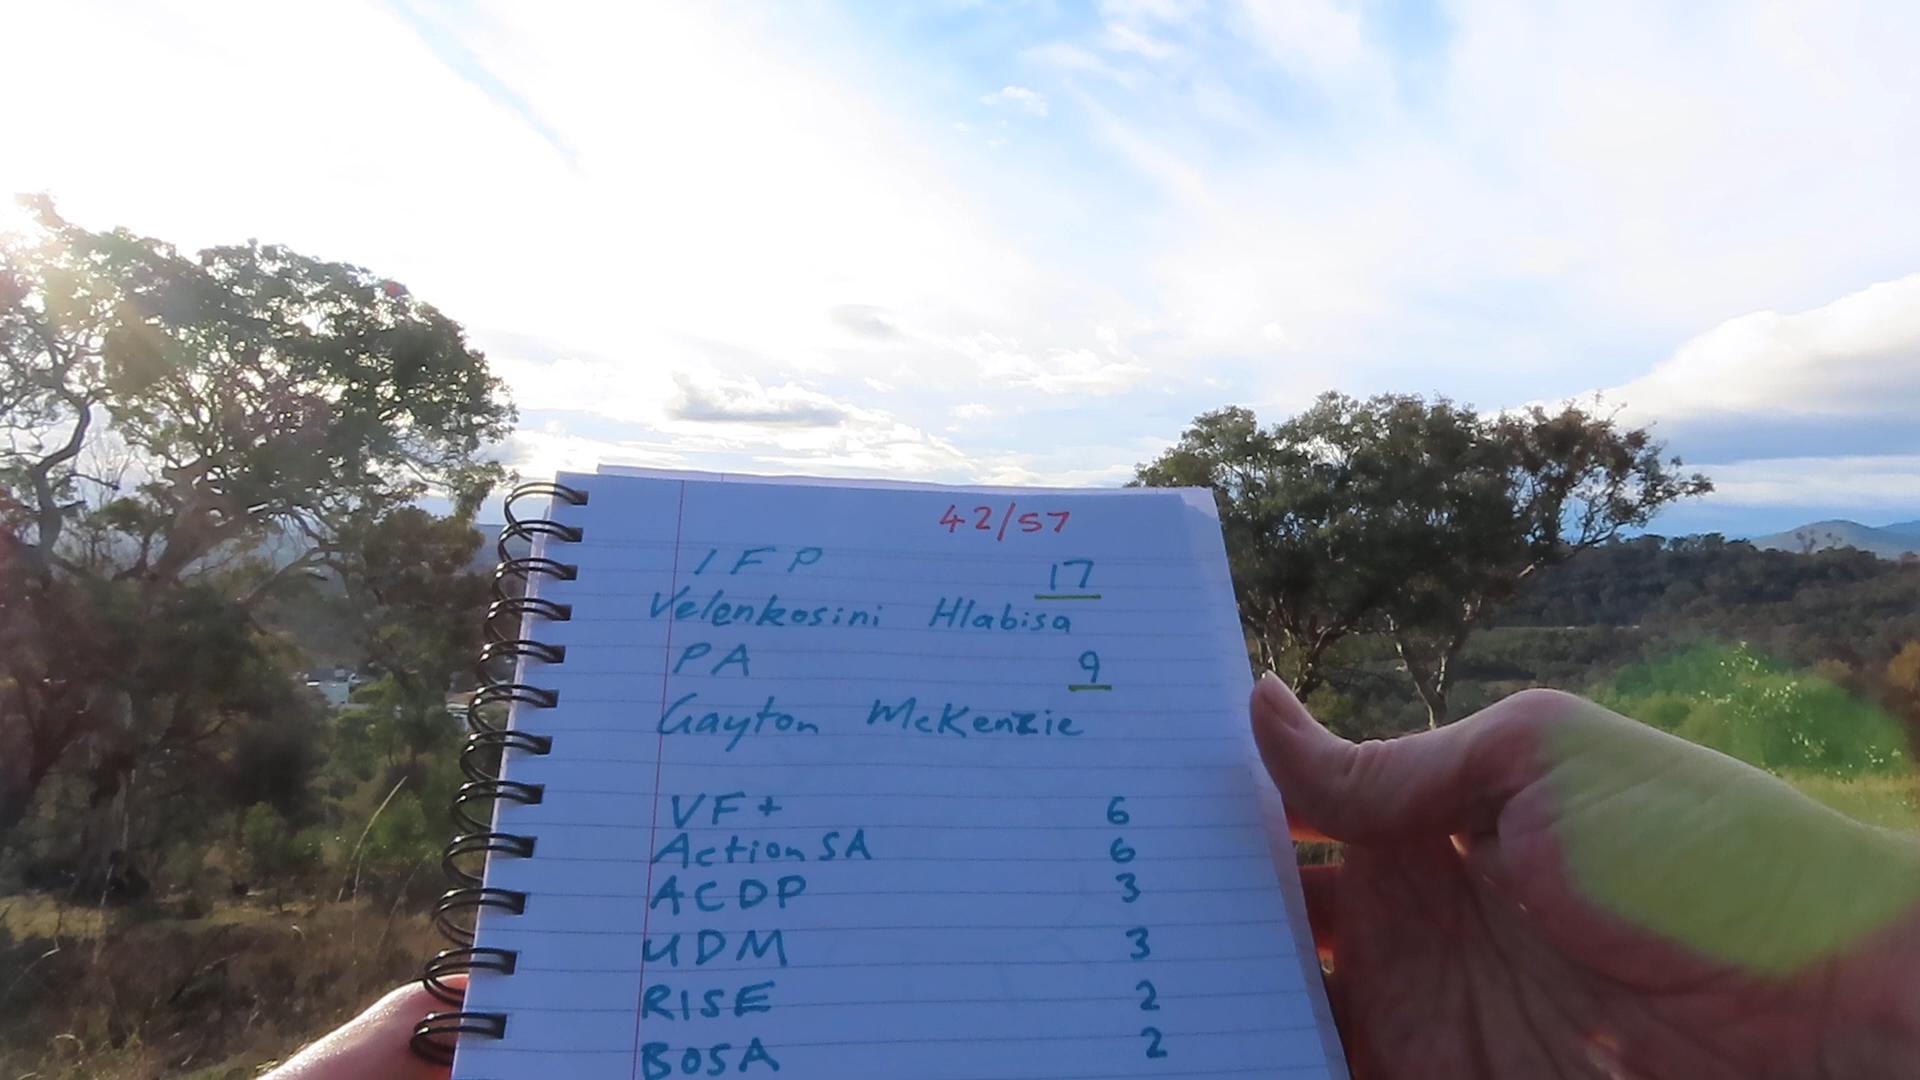 42/57
IFP 17
Velenkosini Hlabisa
PA 9
Gayton McKenzie
VF+ 6
ActionSA 6
ACDP 3
UDM 3
RISE 2
BOSA 2